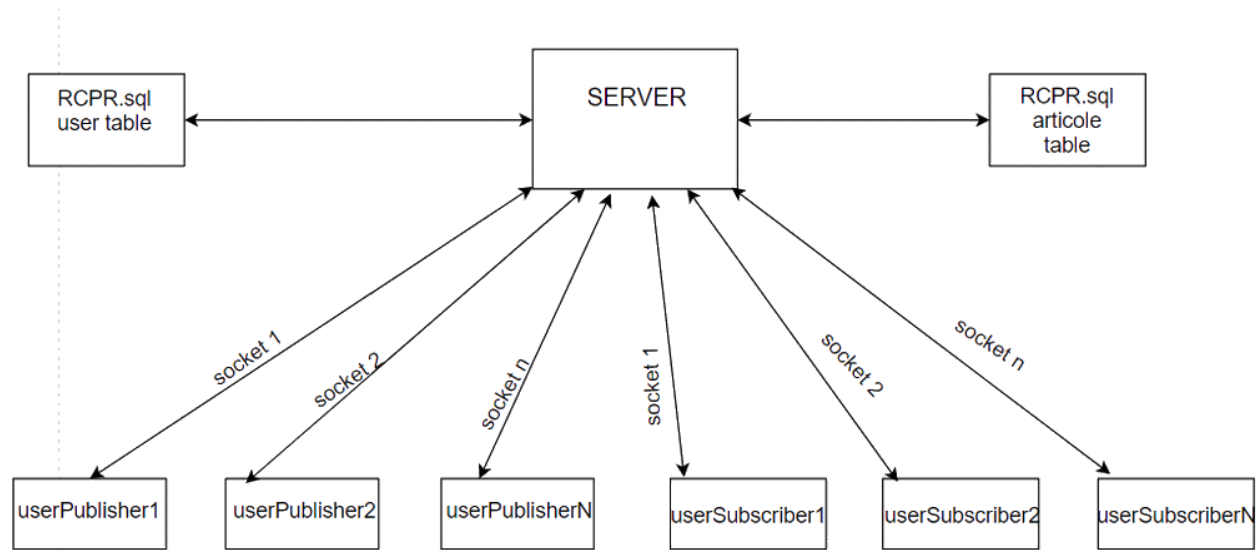 RCPR.sql
user table
SERVER
RCPR.sql
articole
table
socket 1
socket 2
socket n
socket 1
socket 2
socket n
userPublisher1
userPublisher2
userPublisherN
userSubscriber1
userSubscriber2
userSubscriberN